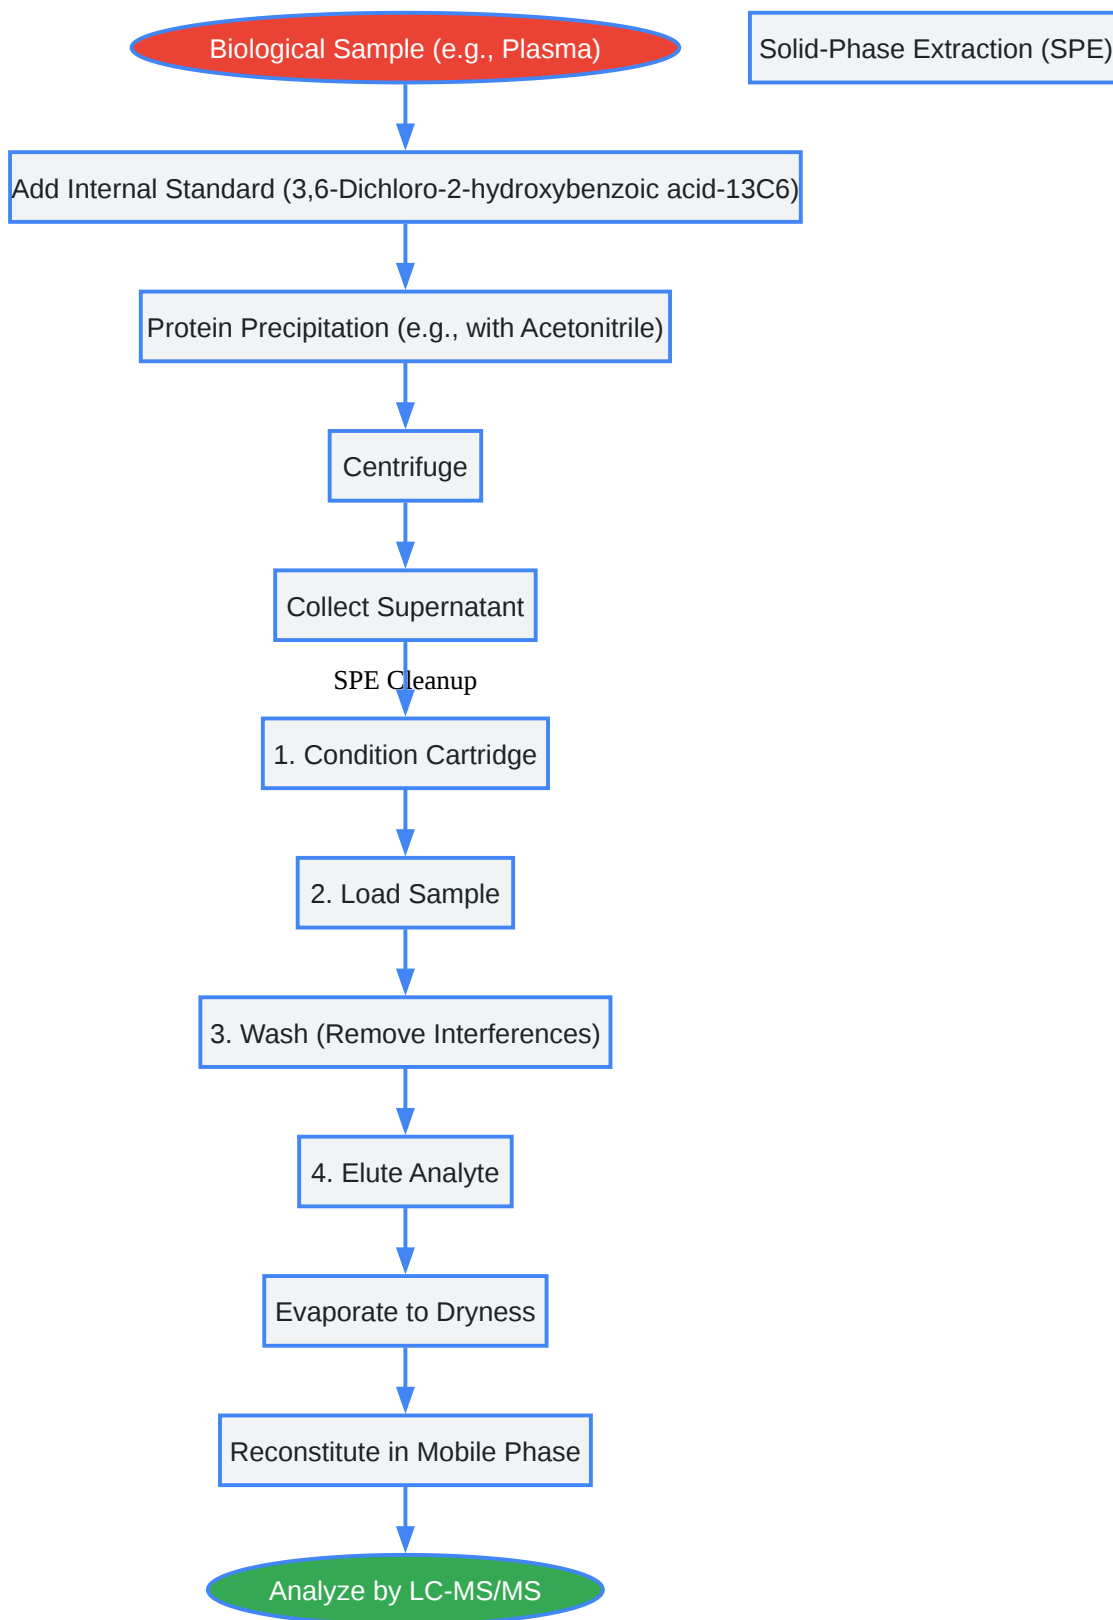 Biological Sample (e.g., Plasma)
Solid-Phase Extraction (SPE)
Add Internal Standard (3,6-Dichloro-2-hydroxybenzoic acid-13C6)
Protein Precipitation (e.g., with Acetonitrile)
Centrifuge
Collect Supernatant
SPE Cleanup
1. Condition Cartridge
2. Load Sample
3. Wash (Remove Interferences)
4. Elute Analyte
Evaporate to Dryness
Reconstitute in Mobile Phase
Analyze by LC-MS/MS